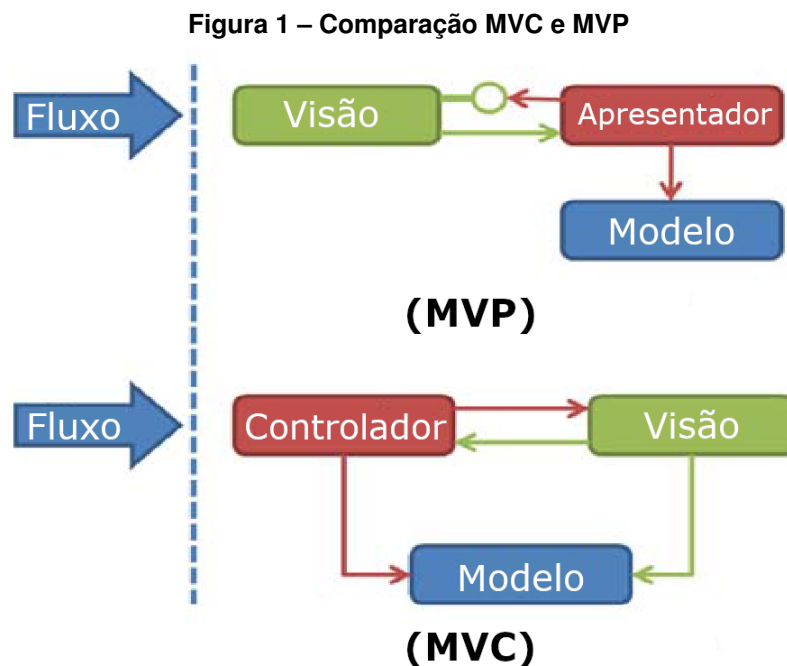 Figura 1 – Comparação MVC e MVP
Fluxo
Visão
Apresentador
Modelo
(MVP)
Fluxo
Controlador
Visão
Modelo
(MVC)